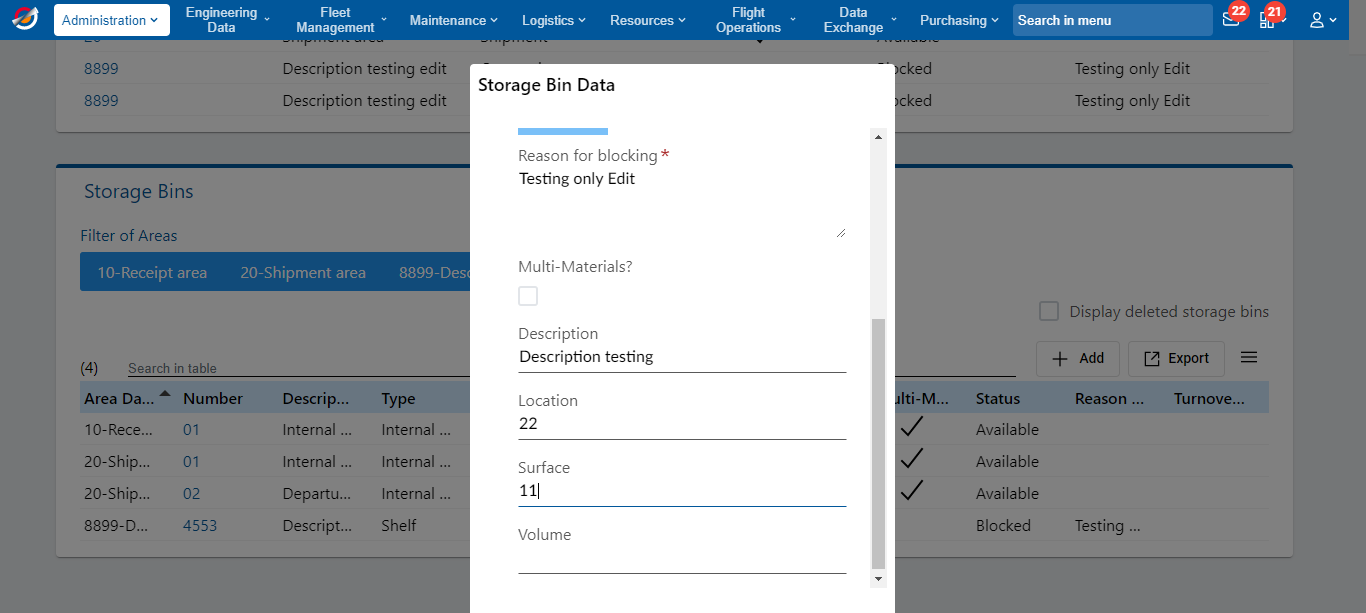 Administration
Engineering Data
Fleet Management
Maintenance
Logistics
Resources
Flight Operations
Data Exchange
Purchasing
Search in menu
22
21
8899 Description testing edit Blocked Testing only Edit
8899 Description testing edit Testing only Edit
Storage Bin Data
Reason for blocking*
Testing only Edit
Multi-Materials?
Description
Description testing
Location
22
Surface
11
Volume
Storage Bins
Filter of Areas
10-Receipt area 20-Shipment area
Display deleted storage bins
(4) Search in table Add Export
Area Da... Number Descrip... Type Status Reason ... Turnove...
10-Rece... 01 Internal ... Internal ... Available
20-Ship... 01 Internal ... Internal ... Available
20-Ship... 02 Departu... Internal ... Available
8899-D... 4553 Descript... Shelf Blocked Testing ...